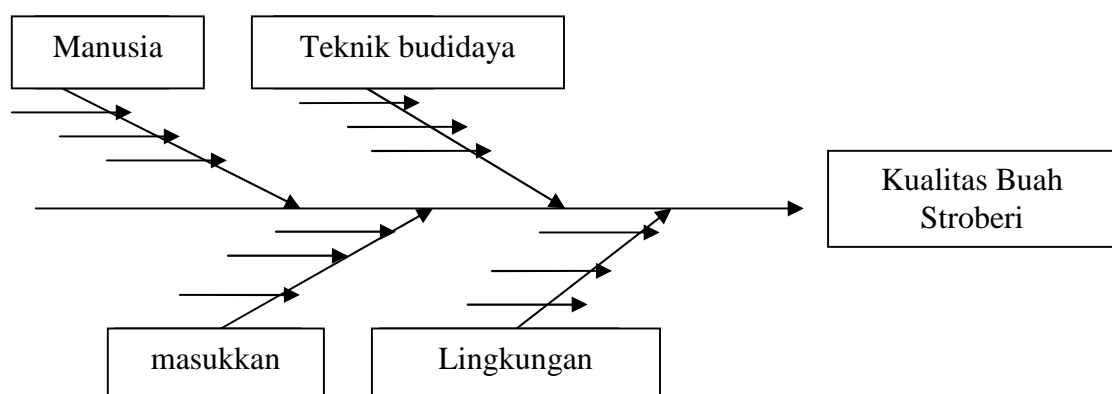 Manusia
Teknik budidaya
Kualitas Buah
Stroberi
masukkan
Lingkungan